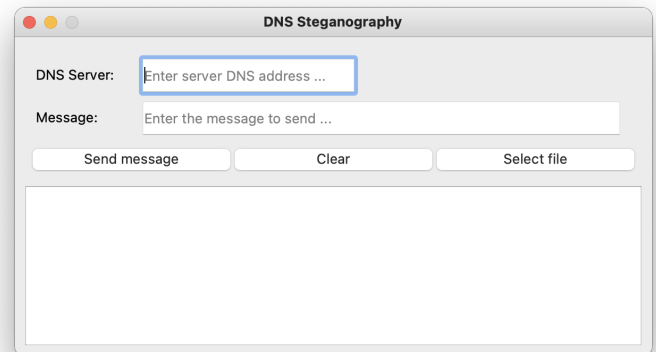 DNS Steganography
DNS Server: Enter server DNS address ...
Message: Enter the message to send ...
Send message Clear Select file